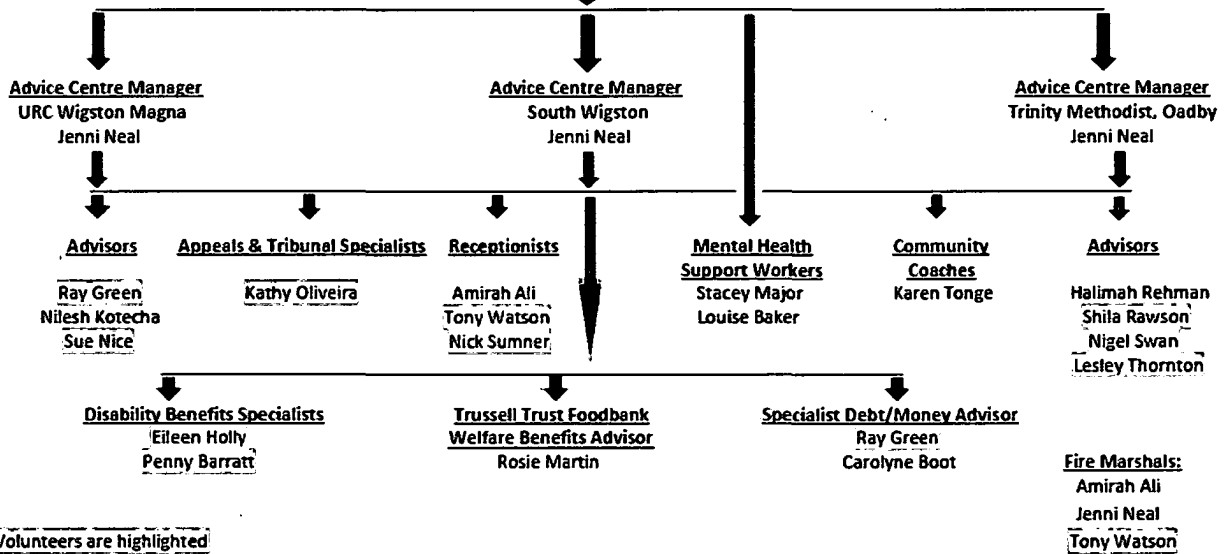 Advice Centre Manager
URC Wigston Magna
Jenni Neal
Advice Centre Manager
South Wigston
Jenni Neal
Advice Centre Manager
Trinity Methodist, Oadby
Jenni Neal
Advisors
Ray Green
Nilesh Kotecha
Sue Nice
Appeals & Tribunal Specialists
Kathy Oliveira
Receptionists
Amirah Ali
Tony Watson
Nick Sumner
Mental Health
Support Workers
Stacey Major
Louise Baker
Community
Coaches
Karen Tonge
Advisors
Halimah Rehman
Shila Rawson
Nigel Swan
Lesley Thornton
Disability Benefits Specialists
Eileen Holly
Penny Barratt
Trussell Trust Foodbank
Welfare Benefits Advisor
Rosie Martin
Specialist Debt/Money Advisor
Ray Green
Carolyne Boot
Fire Marshals:
Amirah Ali
Jenni Neal
Tony Watson
Volunteers are highlighted